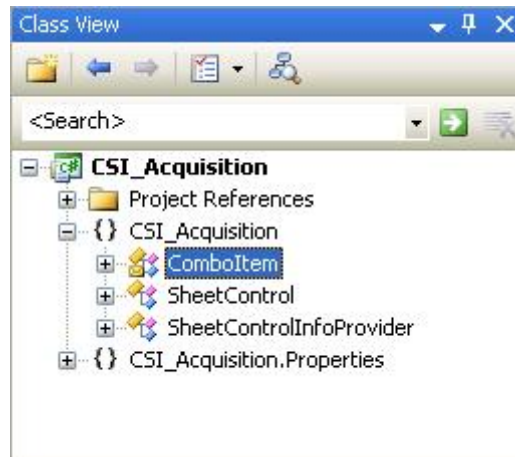 Class View
<Search>
CSI_Acquisition
Project References
{} CSI_Acquisition
ComboItem
SheetControl
SheetControlInfoProvider
{} CSI_Acquisition.Properties